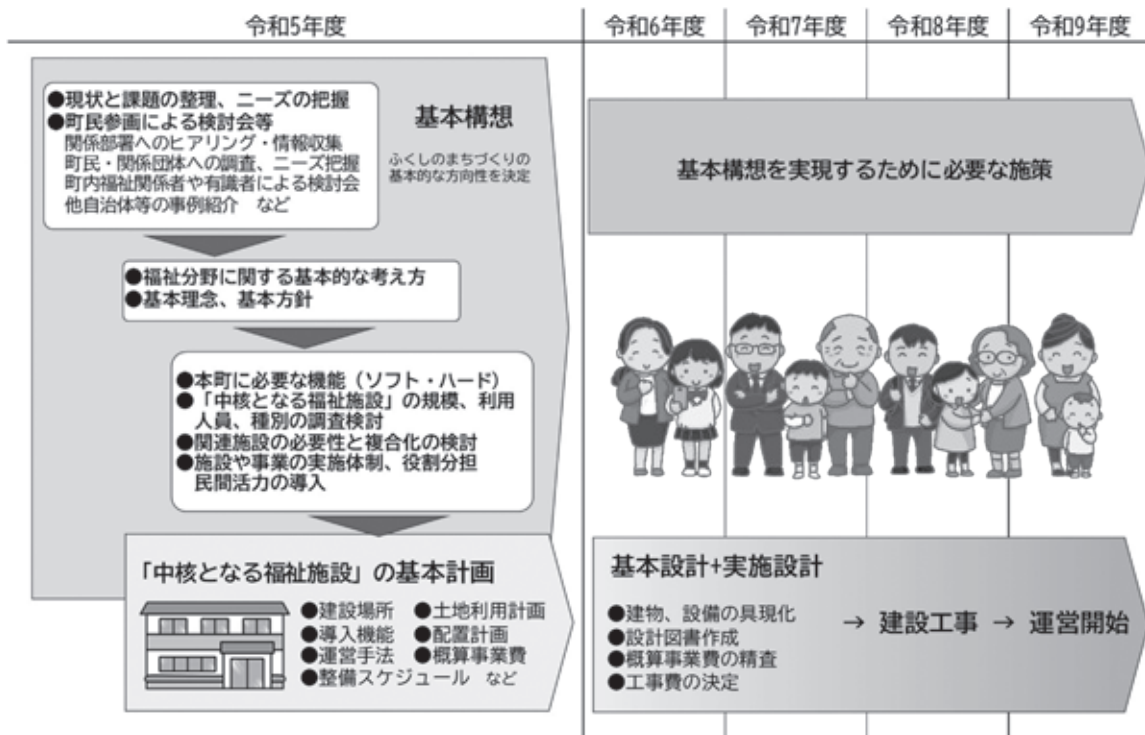 令和5年度
令和6年度
令和7年度
令和8年度
令和9年度
●現状と課題の整理、ニーズの把握
●町民参画による検討会等
関係部署へのヒアリング・情報収集
町民・関係団体への調査、ニーズ把握
町内福祉関係者や有識者による検討会
他自治体等の事例紹介　など
基本構想
ふくしのまちづくりの
基本的な方向性を決定
●福祉分野に関する基本的な考え方
●基本理念、基本方針
●本町に必要な機能（ソフト・ハード）
●「中核となる福祉施設」の規模、利用
人員、種別の調査検討
●関連施設の必要性と複合化の検討
●施設や事業の実施体制、役割分担
民間活力の導入
「中核となる福祉施設」の基本計画
●建設場所　●土地利用計画
●導入機能　●配置計画
●運営手法　●概算事業費
●整備スケジュール　など
基本構想を実現するために必要な施策
基本設計+実施設計
●建物、設備の具現化
●設計図書作成
●概算事業費の精査
●工事費の決定
→ 建設工事 → 運営開始